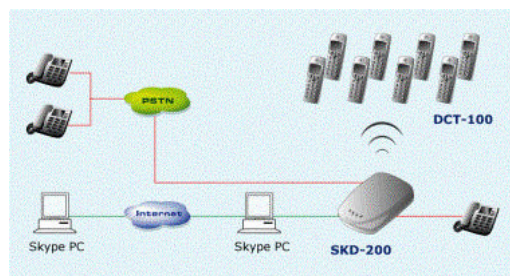 PSTN
DCT-100
Internet
Skype PC
Skype PC
SKD-200